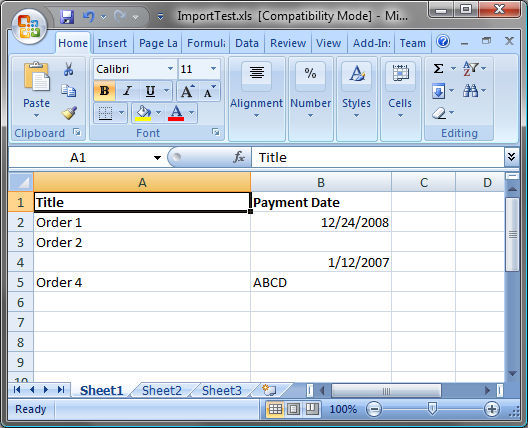 ImportTest.xls [Compatibility Mode] - Mi...
Home Insert Page La Formula Data Review View Add-Ins Team
Paste Calibri 11 Alignment Number Styles Cells Σ
B I U A A % Z
Clipboard Font Editing
A1 fx Title
A B C D
1 Title Payment Date
2 Order 1 12/24/2008
3 Order 2
4 1/12/2007
5 Order 4 ABCD
6
7
8
9
10
Sheet1 Sheet2 Sheet3
Ready 100%